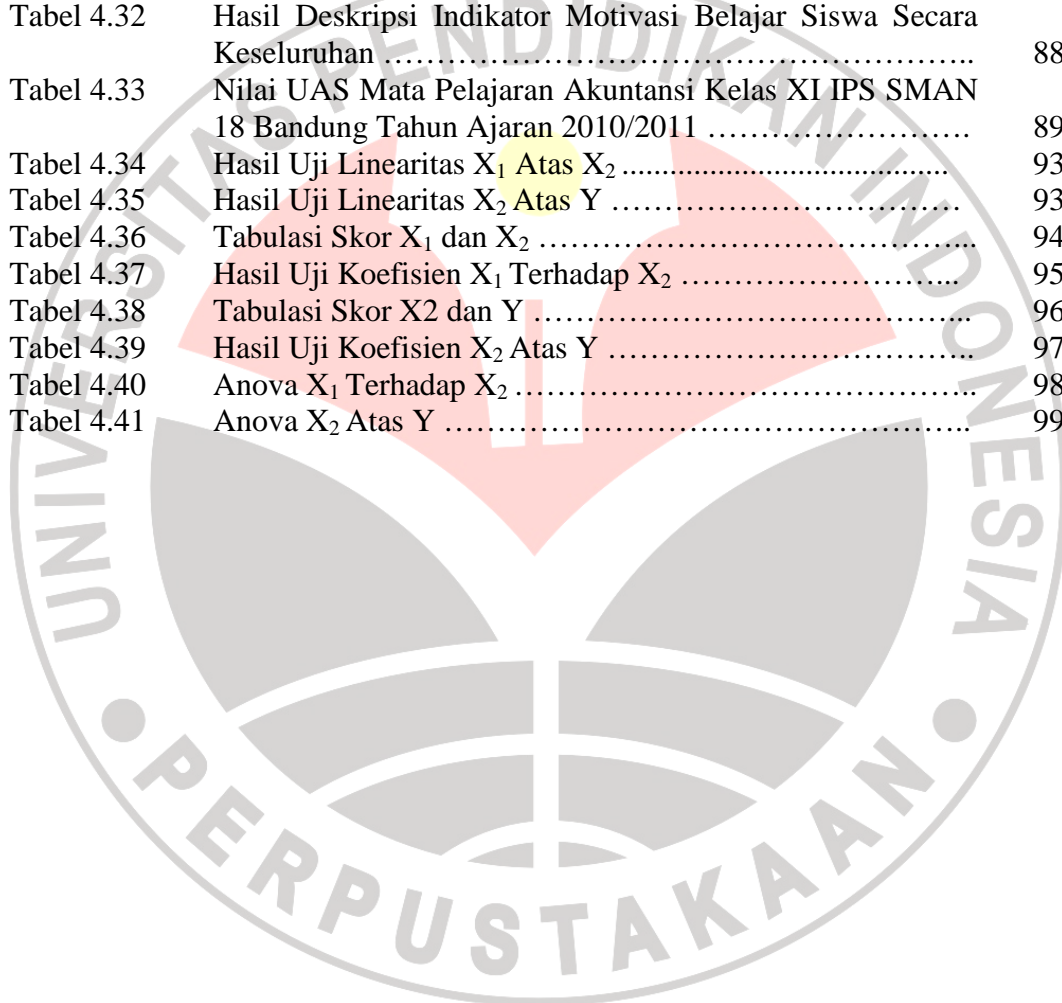 Tabel 4.32 Hasil Deskripsi Indikator Motivasi Belajar Siswa Secara
Keseluruhan ……………………………………………….. 88
Tabel 4.33 Nilai UAS Mata Pelajaran Akuntansi Kelas XI IPS SMAN
18 Bandung Tahun Ajaran 2010/2011 ……………………. 89
Tabel 4.34 Hasil Uji Linearitas X₁ Atas X₂ ........................................ 93
Tabel 4.35 Hasil Uji Linearitas X₂ Atas Y …………………………… 93
Tabel 4.36 Tabulasi Skor X₁ dan X₂ ………………………………….. 94
Tabel 4.37 Hasil Uji Koefisien X₁ Terhadap X₂ ……………………... 95
Tabel 4.38 Tabulasi Skor X2 dan Y ………………………………….. 96
Tabel 4.39 Hasil Uji Koefisien X₂ Atas Y …………………………….. 97
Tabel 4.40 Anova X₁ Terhadap X₂ …………………………………….. 98
Tabel 4.41 Anova X₂ Atas Y ………………………………………….. 99
UNIVERSITAS PENDIDIKAN INDONESIA
PERPUSTAKAAN